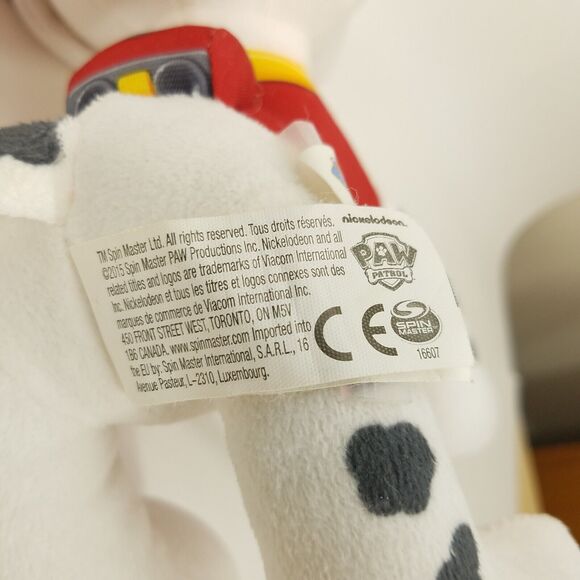 TM Spin Master Ltd. All rights reserved. Tous droits réservés.
©2015 Spin Master PAW Productions Inc. Nickelodeon and all
related titles and logos are trademarks of Viacom International
Inc. Nickelodeon et tous les titres et logos connexes sont des
marques de commerce de Viacom International Inc.
450 FRONT STREET WEST, TORONTO, ON M5V
1B6 CANADA. www.spinmaster.com Imported into
the EU by: Spin Master International, S.A.R.L., 16
Avenue Pasteur, L-2310, Luxembourg.
nickelodeon
PAW
PATROL
CE
SPIN
MASTER
16607